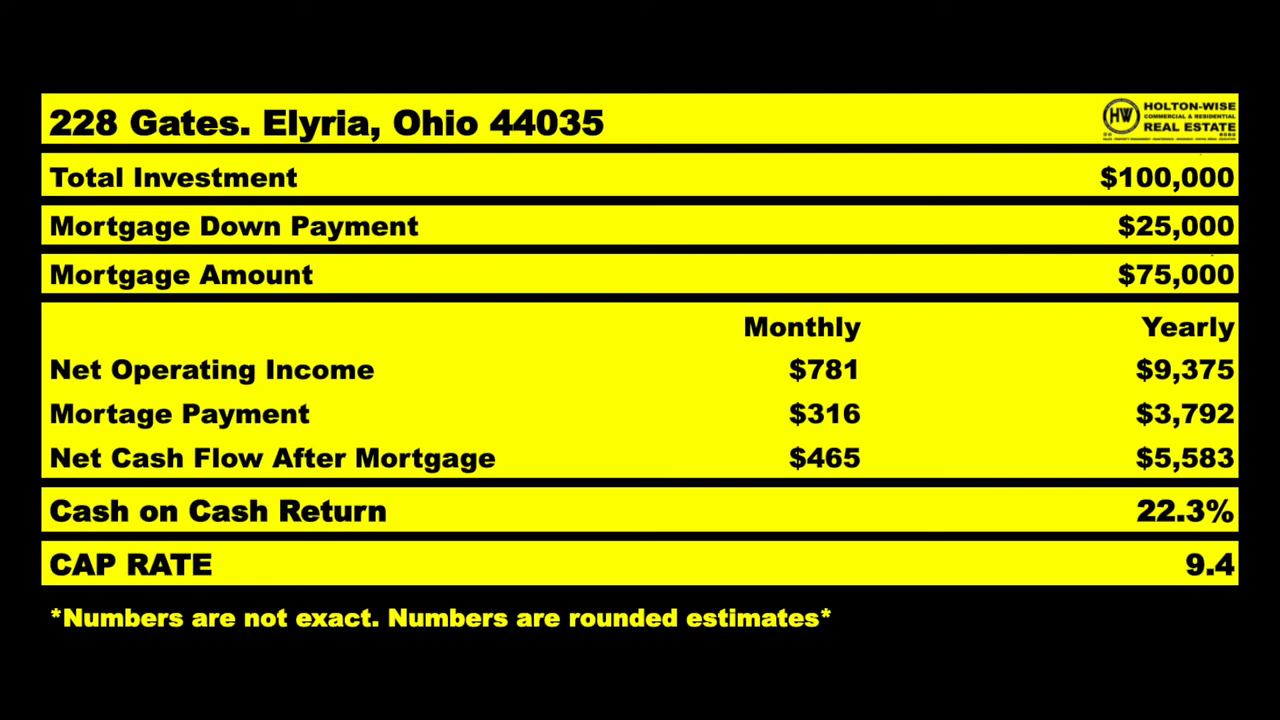 228 Gates. Elyria, Ohio 44035
HOLTON-WISE
COMMERCIAL & RESIDENTIAL
REAL ESTATE
HW
Total Investment $100,000
Mortgage Down Payment $25,000
Mortgage Amount $75,000
Monthly Yearly
Net Operating Income $781 $9,375
Mortage Payment $316 $3,792
Net Cash Flow After Mortgage $465 $5,583
Cash on Cash Return 22.3%
CAP RATE 9.4
*Numbers are not exact. Numbers are rounded estimates*